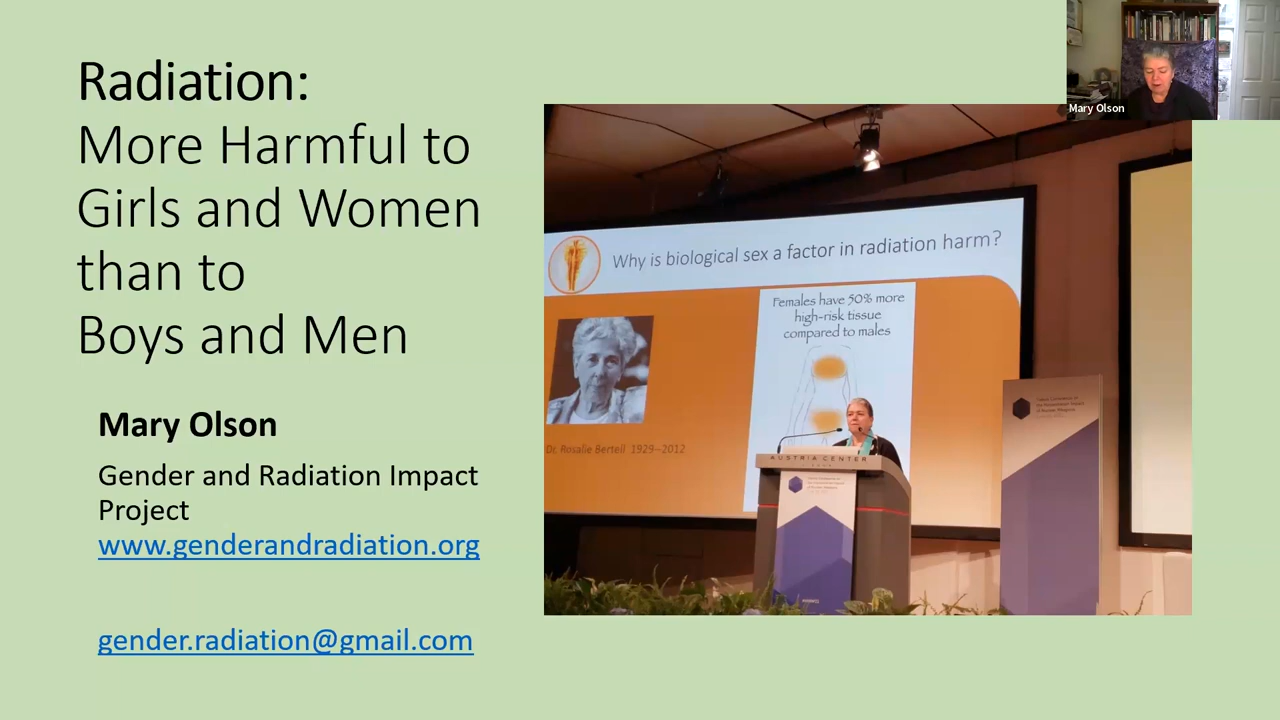 Radiation:
More Harmful to
Girls and Women
than to
Boys and Men
Mary Olson
Gender and Radiation Impact
Project
www.genderandradiation.org
gender.radiation@gmail.com
Mary Olson
Why is biological sex a factor in radiation harm?
Females have 50% more
high-risk tissue
compared to males
Dr. Rosalie Bertell 1929–2012
AUSTRIA CENTER